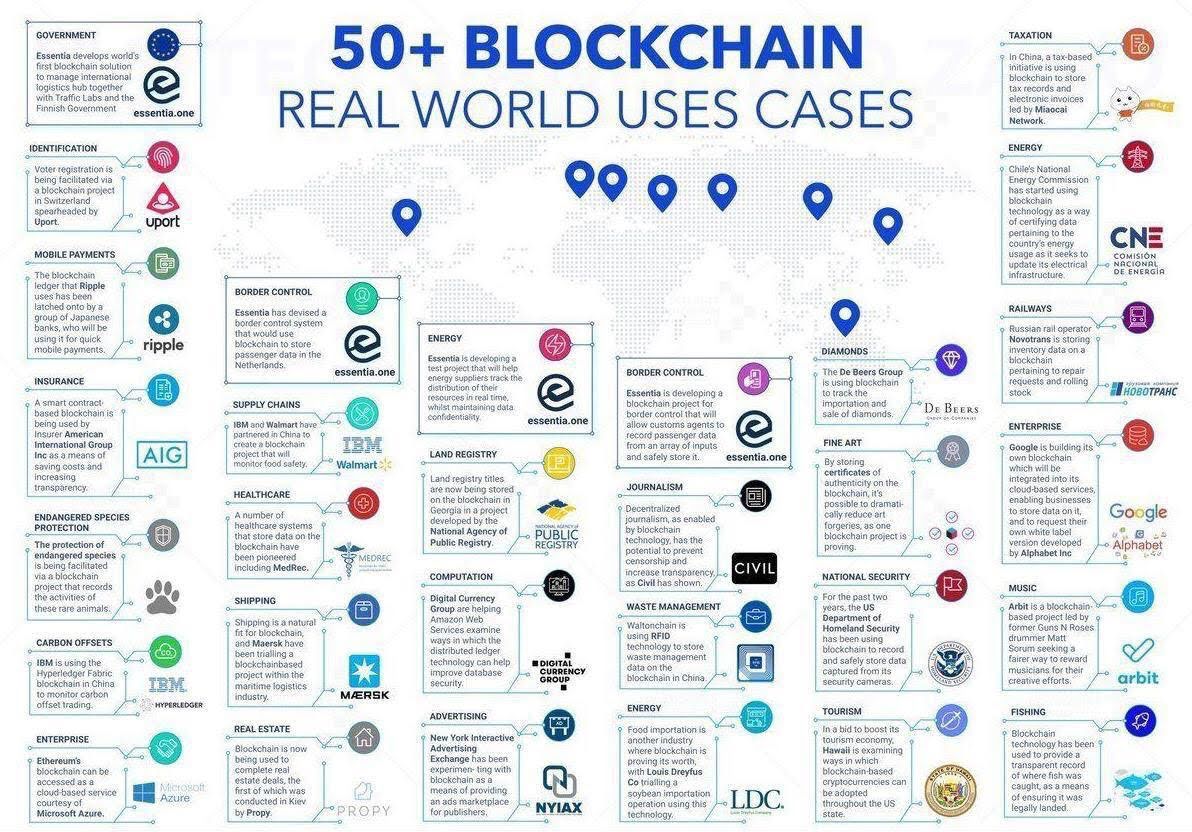 50+ BLOCKCHAIN
REAL WORLD USES CASES
GOVERNMENT
Essentia develops world's
first blockchain solution
to manage international
logistics hub together
with Traffic Labs and the
Finnish Government
essentia.one
IDENTIFICATION
Voter registration is
being facilitated via
a blockchain project
in Switzerland
spearheaded by
Uport.
uport
MOBILE PAYMENTS
The blockchain
ledger that Ripple
uses has been
latched onto by a
group of Japanese
banks, who will be
using it for quick
mobile payments.
ripple
INSURANCE
A smart contract-
based blockchain is
being used by
Insurer American
International Group
Inc as a means of
saving costs and
increasing
transparency.
AIG
ENDANGERED SPECIES
PROTECTION
The protection of
endangered species
is being facilitated
via a blockchain
project that records
the activities of
these rare animals.
CARBON OFFSETS
IBM is using the
Hyperledger Fabric
blockchain in China
to monitor carbon
offset trading.
IBM
HYPERLEDGER
ENTERPRISE
Ethereum's
blockchain can be
accessed as a
cloud-based service
courtesy of
Microsoft Azure.
Microsoft
Azure
BORDER CONTROL
Essentia has devised a
border control system
that would use
blockchain to store
passenger data in the
Netherlands.
essentia.one
SUPPLY CHAINS
IBM and Walmart have
partnered in China to
create a blockchain
project that will
monitor food safety.
IBM
Walmart
HEALTHCARE
A number of
healthcare systems
that store data on the
blockchain have
been pioneered
including MedRec.
MEDREC
SHIPPING
Shipping is a natural
fit for blockchain,
and Maersk have
been trialling a
blockchainbased
project within the
maritime logistics
industry.
MÆRSK
REAL ESTATE
Blockchain is now
being used to
complete real
estate deals, the
first of which was
conducted in Kiev
by Propy.
PROPY
ENERGY
Essentia is developing a
test project that will help
energy suppliers track the
distribution of their
resources in real time,
whilst maintaining data
confidentiality.
essentia.one
LAND REGISTRY
Land registry titles
are now being stored
on the blockchain in
Georgia in a project
developed by the
National Agency of
Public Registry.
NATIONAL AGENCY OF
PUBLIC
REGISTRY
COMPUTATION
Digital Currency
Group are helping
Amazon Web
Services examine
ways in which the
distributed ledger
technology can help
improve database
security.
DIGITAL
CURRENCY
GROUP
ADVERTISING
New York Interactive
Advertising
Exchange has been
experimen- ting with
blockchain as a
means of providing
an ads marketplace
for publishers.
AD
NYIAX
BORDER CONTROL
Essentia is developing a
blockchain project for
border control that will
allow customs agents to
record passenger data
from an array of inputs
and safely store it.
essentia.one
JOURNALISM
Decentralized
journalism, as enabled
by blockchain
technology, has the
potential to prevent
censorship and
increase transparency,
as Civil has shown.
CIVIL
WASTE MANAGEMENT
Waltonchain is
using RFID
technology to store
waste management
data on the
blockchain in China.
ENERGY
Food importation is
another industry
where blockchain is
proving its worth,
with Louis Dreyfus
Co trialling a
soybean importation
operation using this
technology.
LDC.
Louis Dreyfus Company
DIAMONDS
The De Beers Group
is using blockchain
to track the
importation and
sale of diamonds.
DE BEERS
GROUP OF COMPANIES
FINE ART
By storing
certificates of
authenticity on the
blockchain, it's
possible to dramati-
cally reduce art
forgeries, as one
blockchain project is
proving.
NATIONAL SECURITY
For the past two
years, the US
Department of
Homeland Security
has been using
blockchain to record
and safely store data
captured from its
security cameras.
TOURISM
In a bid to boost its
tourism economy,
Hawaii is examining
ways in which
blockchain-based
cryptocurrencies can
be adopted
throughout the US
state.
TAXATION
In China, a tax-based
initiative is using
blockchain to store
tax records and
electronic invoices
led by Miaocai
Network.
ENERGY
Chile's National
Energy Commission
has started using
blockchain
technology as a way
of certifying data
pertaining to the
country's energy
usage as it seeks to
update its electrical
infrastructure.
CNE
COMISIÓN
NACIONAL
DE ENERGÍA
RAILWAYS
Russian rail operator
Novotrans is storing
inventory data on a
blockchain
pertaining to repair
requests and rolling
stock
НОВОТРАНС
ENTERPRISE
Google is building its
own blockchain
which will be
integrated into its
cloud-based services,
enabling businesses
to store data on it,
and to request their
own white label
version developed
by Alphabet Inc
Google
Alphabet
MUSIC
Arbit is a blockchain-
based project led by
former Guns N Roses
drummer Matt
Sorum seeking a
fairer way to reward
musicians for their
creative efforts.
arbit
FISHING
Blockchain
technology has been
used to provide a
transparent record
of where fish was
caught, as a means
of ensuring it was
legally landed.